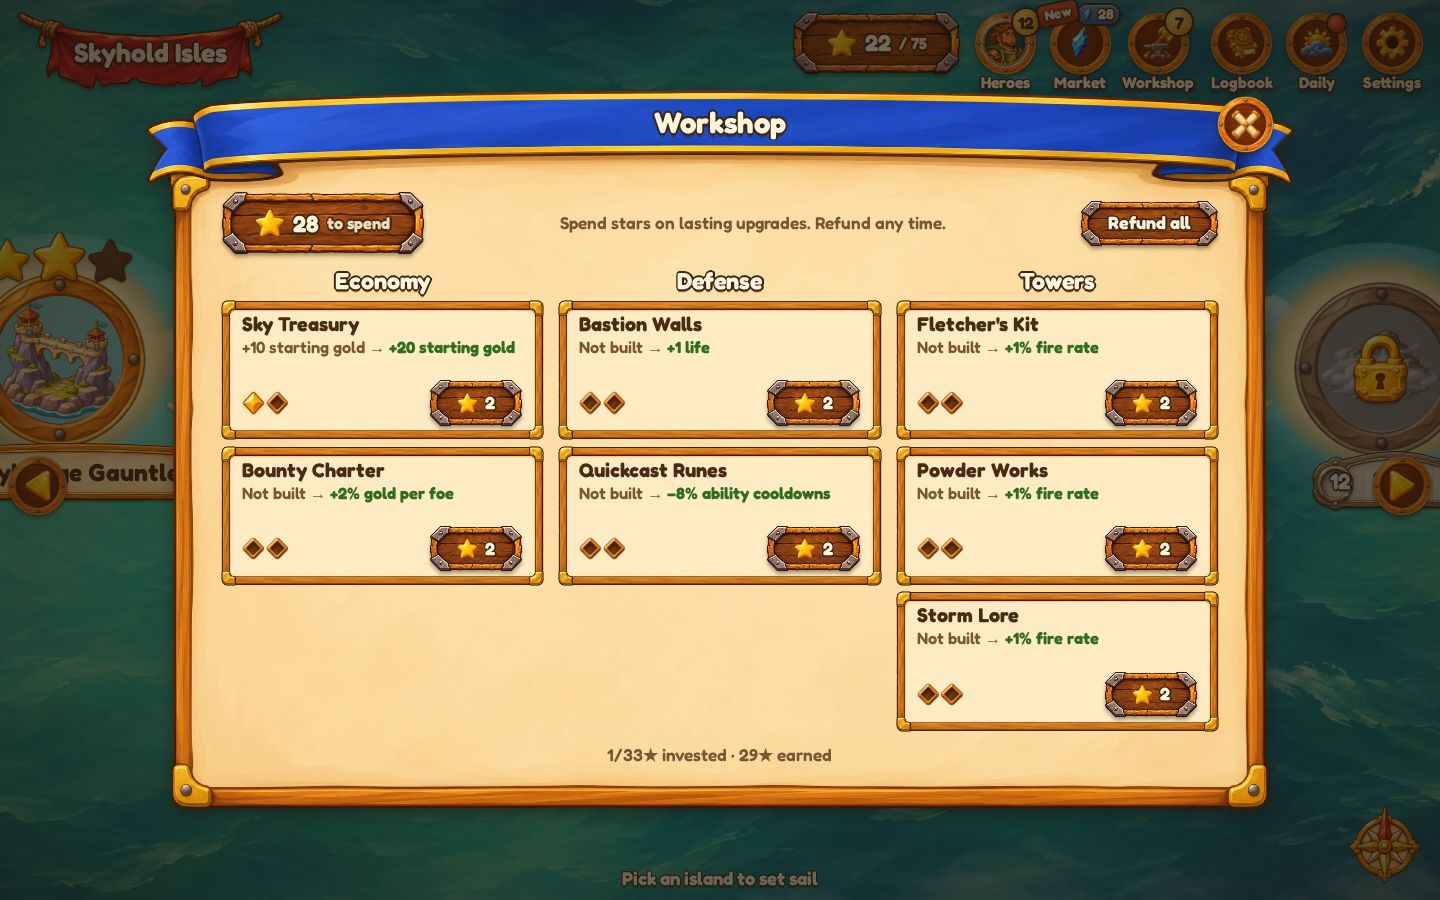 Skyhold Isles
22 / 75
12
New
28
7
Heroes
Market
Workshop
Logbook
Daily
Settings
Workshop
28 to spend
Spend stars on lasting upgrades. Refund any time.
Refund all
Economy
Defense
Towers
Sky Treasury
+10 starting gold → +20 starting gold
2
Bastion Walls
Not built → +1 life
2
Fletcher's Kit
Not built → +1% fire rate
2
Bounty Charter
Not built → +2% gold per foe
2
Quickcast Runes
Not built → −8% ability cooldowns
2
Powder Works
Not built → +1% fire rate
2
Storm Lore
Not built → +1% fire rate
2
1/33★ invested · 29★ earned
12
Pick an island to set sail